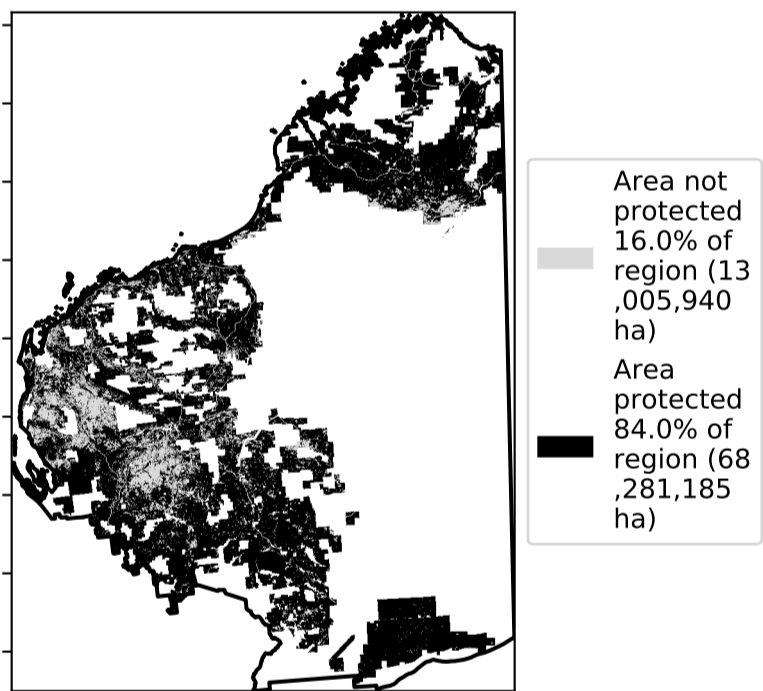 Area not
protected
16.0% of
region (13
,005,940
ha)
Area
protected
84.0% of
region (68
,281,185
ha)